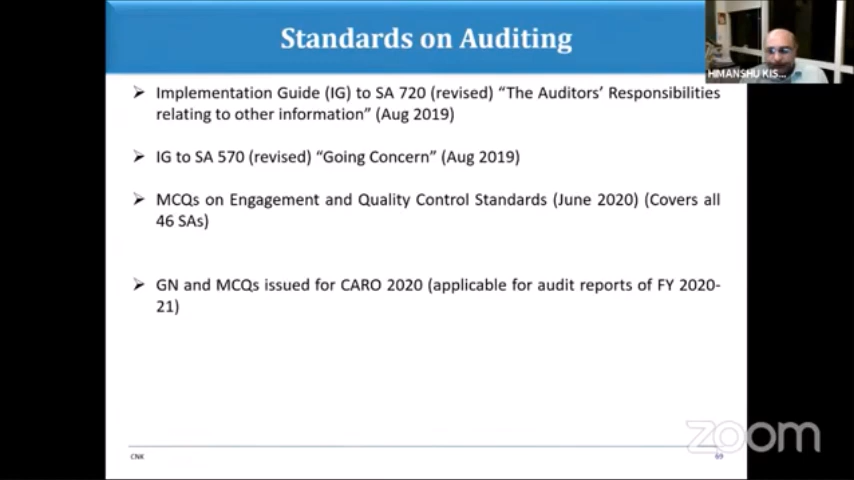 Standards on Auditing
HIMANSHU KIS...
➢ Implementation Guide (IG) to SA 720 (revised) “The Auditors’ Responsibilities
relating to other information” (Aug 2019)
➢ IG to SA 570 (revised) “Going Concern” (Aug 2019)
➢ MCQs on Engagement and Quality Control Standards (June 2020) (Covers all
46 SAs)
➢ GN and MCQs issued for CARO 2020 (applicable for audit reports of FY 2020-
21)
zoom
CNK
69